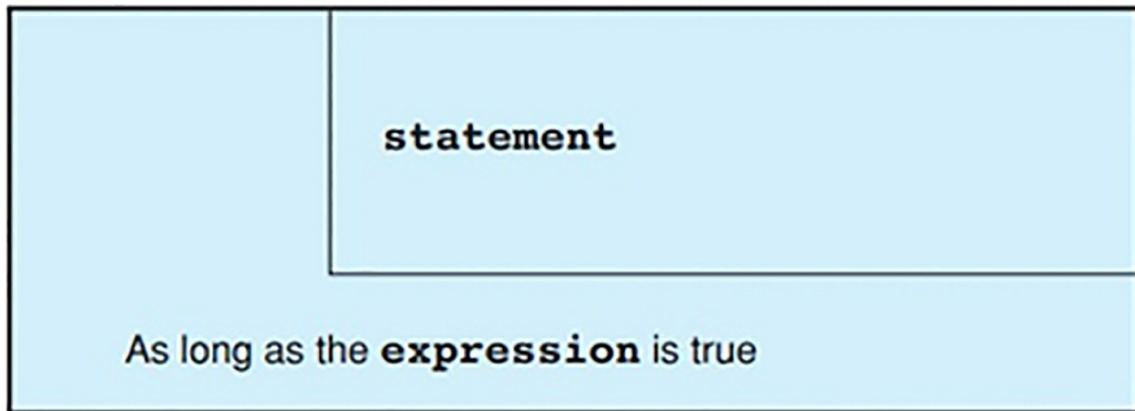 statement
As long as the expression is true